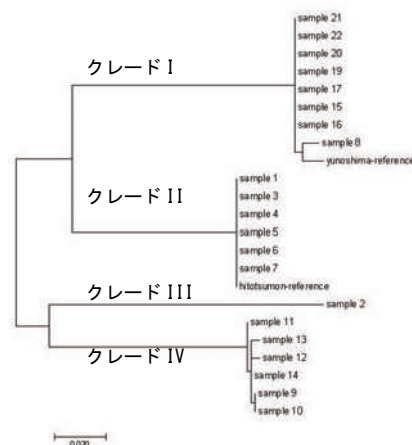 sample 21
sample 22
クレード I
sample 20
sample 19
sample 17
sample 15
sample 16
sample 8
yunoshima-reference
sample 1
クレード II
sample 3
sample 4
sample 5
sample 6
sample 7
hitotsumon-reference
クレード III
sample 2
sample 11
sample 13
クレード IV
sample 12
sample 14
sample 9
sample 10
0.020